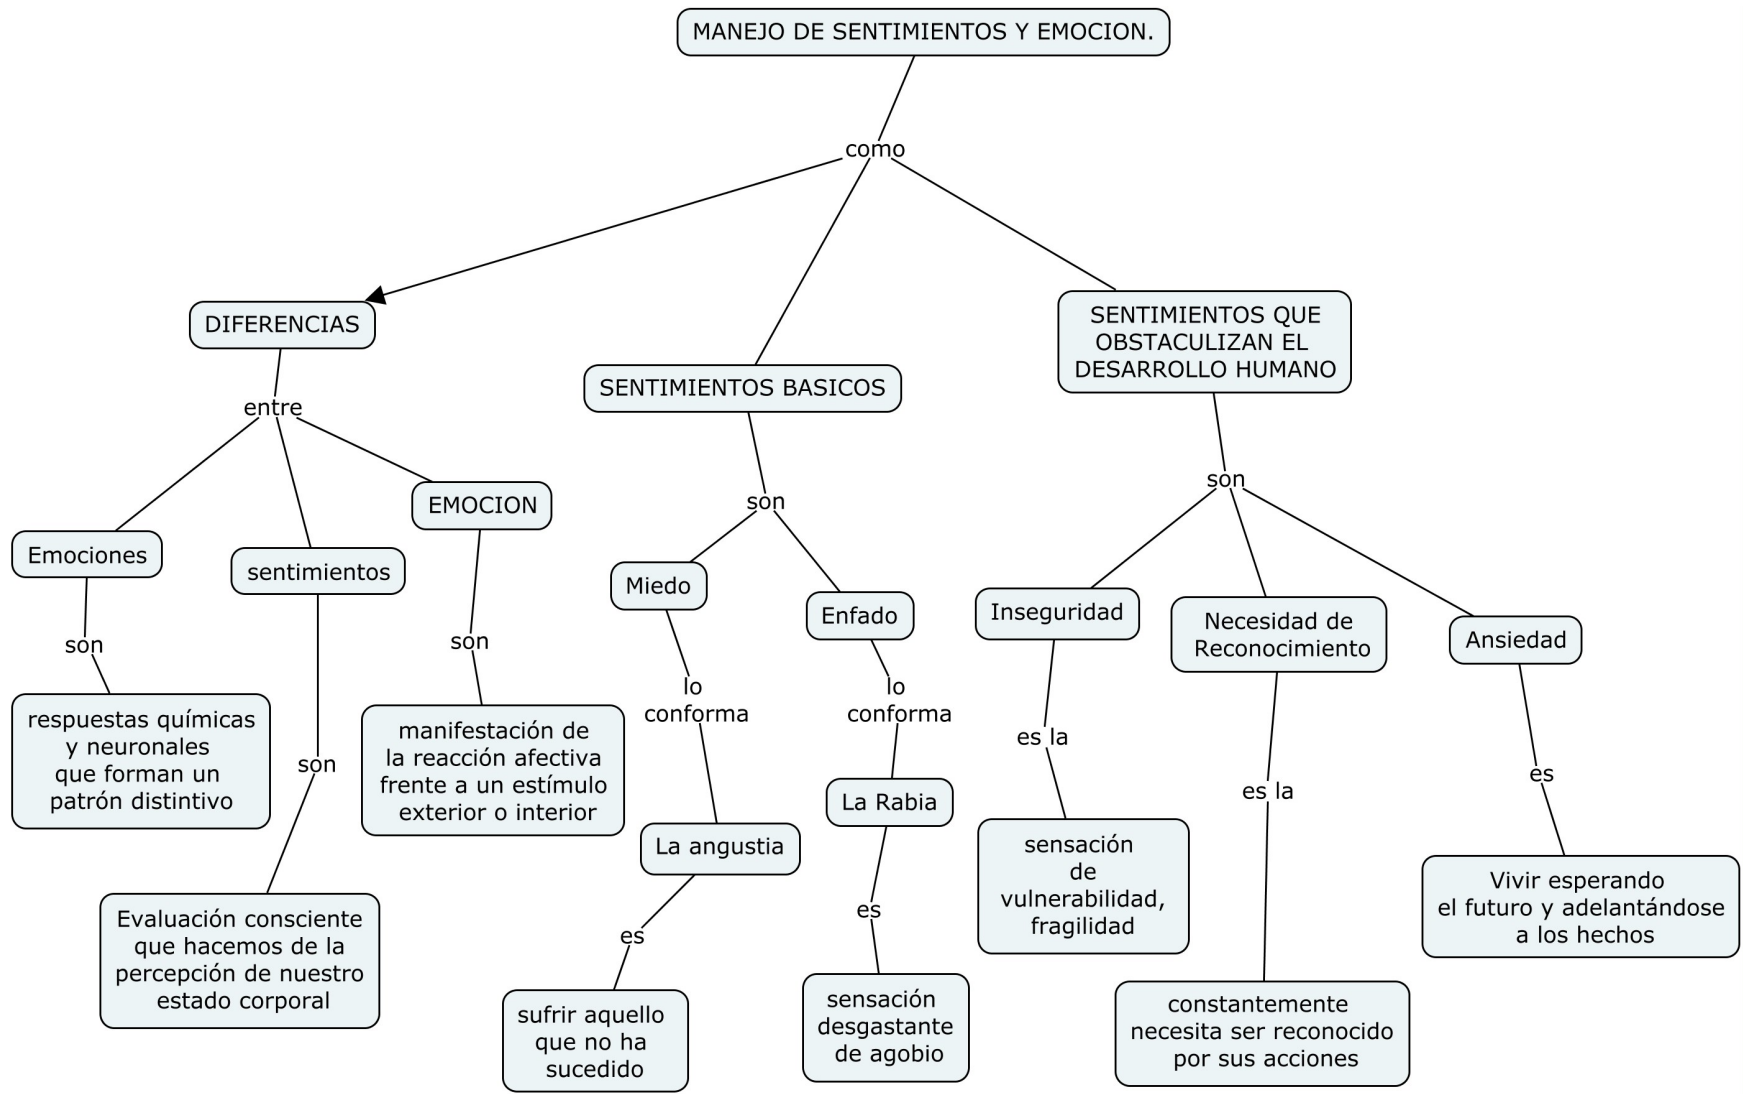 MANEJO DE SENTIMIENTOS Y EMOCION.
como
DIFERENCIAS
entre
Emociones
son
respuestas químicas
y neuronales
que forman un
patrón distintivo
sentimientos
son
Evaluación consciente
que hacemos de la
percepción de nuestro
estado corporal
EMOCION
son
manifestación de
la reacción afectiva
frente a un estímulo
exterior o interior
SENTIMIENTOS BASICOS
son
Miedo
lo
conforma
La angustia
es
sufrir aquello
que no ha
sucedido
Enfado
lo
conforma
La Rabia
es
sensación
desgastante
de agobio
SENTIMIENTOS QUE
OBSTACULIZAN EL
DESARROLLO HUMANO
son
Inseguridad
es la
sensación
de
vulnerabilidad,
fragilidad
Necesidad de
Reconocimiento
es la
constantemente
necesita ser reconocido
por sus acciones
Ansiedad
es
Vivir esperando
el futuro y adelantándose
a los hechos